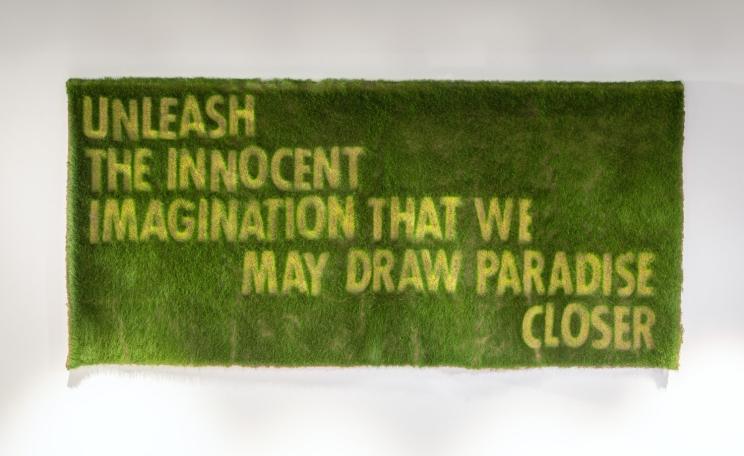 UNLEASH
THE INNOCENT
IMAGINATION THAT WE
MAY DRAW PARADISE
CLOSER